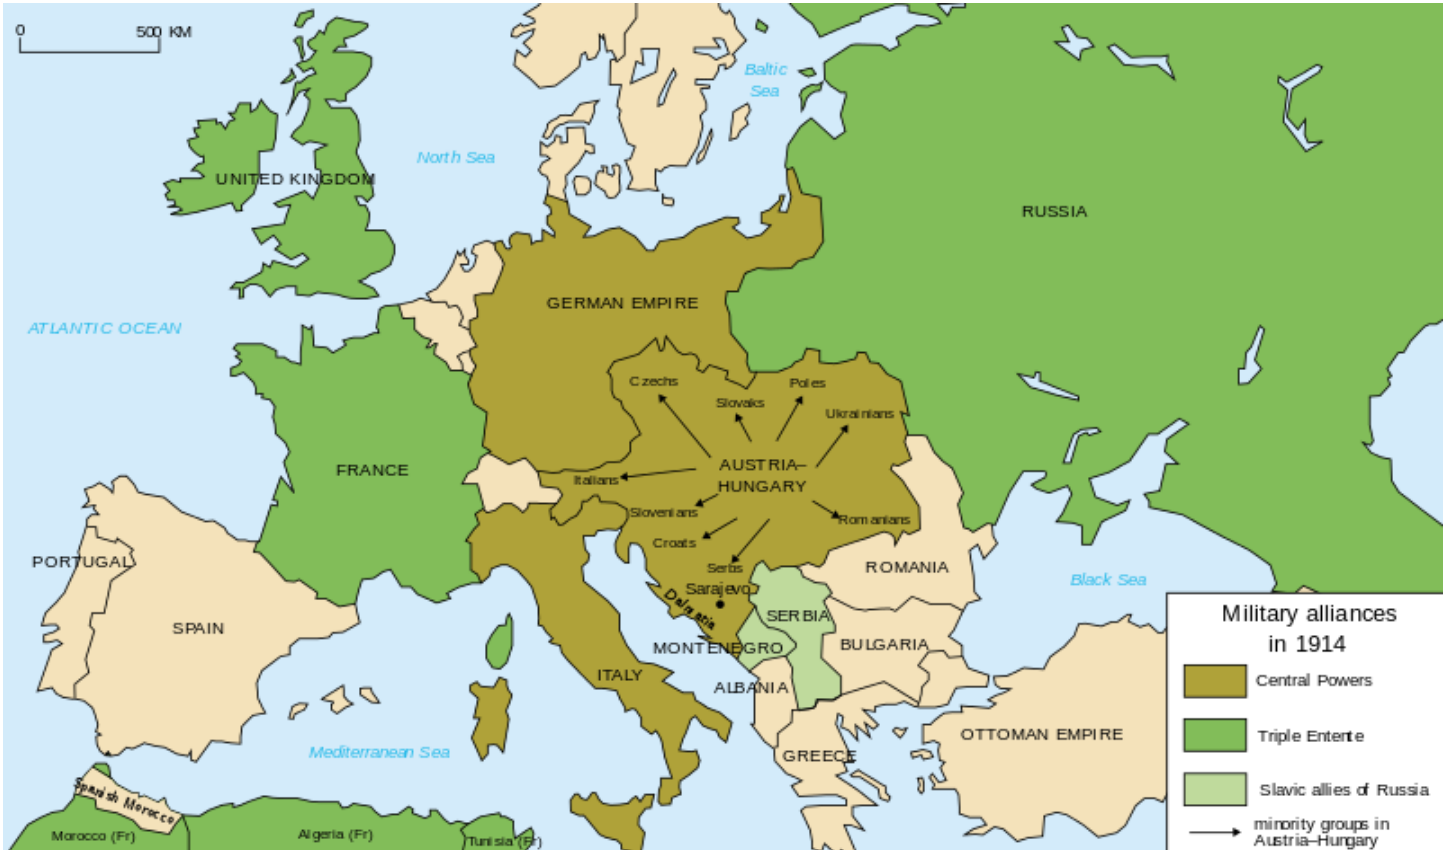 0 500 KM
Baltic
Sea
North Sea
UNITED KINGDOM
RUSSIA
GERMAN EMPIRE
ATLANTIC OCEAN
Czechs
Poles
Slovaks
Ukrainians
FRANCE
AUSTRIA–
HUNGARY
Italians
Slovenians
Romanians
Croats
Serbs
PORTUGAL
ROMANIA
Black Sea
Sarajevo
Dalmatia
SERBIA
SPAIN
MONTENEGRO
BULGARIA
ITALY
ALBANIA
OTTOMAN EMPIRE
Mediterranean Sea
GREECE
Spanish Morocco
Morocco (Fr)
Algeria (Fr)
Tunisia (Fr)
Military alliances
in 1914
Central Powers
Triple Entente
Slavic allies of Russia
minority groups in
Austria–Hungary